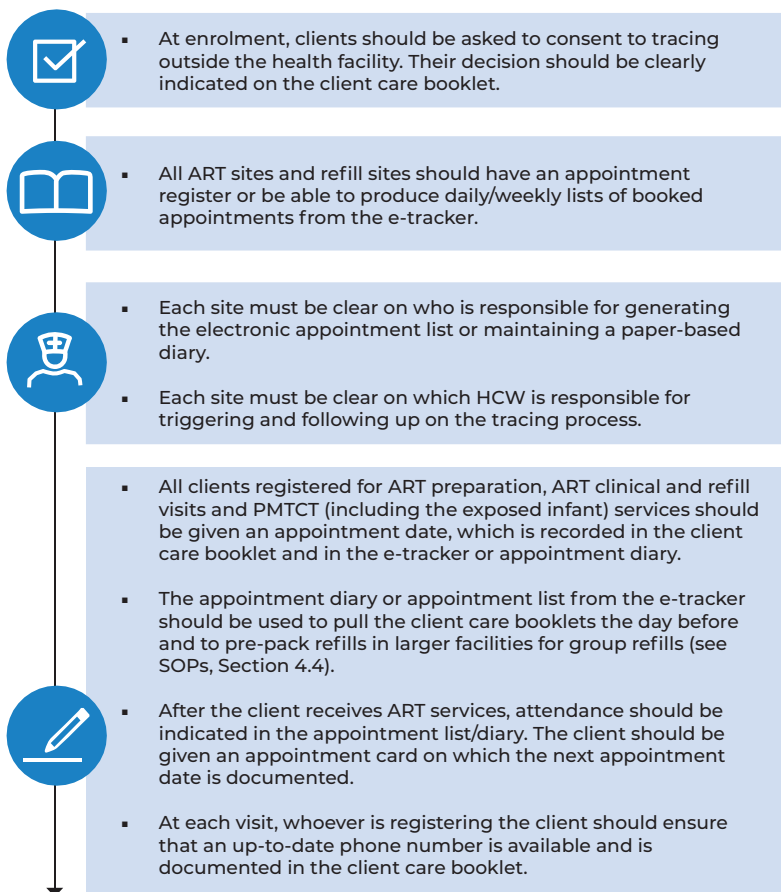 ▪ At enrolment, clients should be asked to consent to tracing
outside the health facility. Their decision should be clearly
indicated on the client care booklet.
▪ All ART sites and refill sites should have an appointment
register or be able to produce daily/weekly lists of booked
appointments from the e-tracker.
▪ Each site must be clear on who is responsible for generating
the electronic appointment list or maintaining a paper-based
diary.
▪ Each site must be clear on which HCW is responsible for
triggering and following up on the tracing process.
▪ All clients registered for ART preparation, ART clinical and refill
visits and PMTCT (including the exposed infant) services should
be given an appointment date, which is recorded in the client
care booklet and in the e-tracker or appointment diary.
▪ The appointment diary or appointment list from the e-tracker
should be used to pull the client care booklets the day before
and to pre-pack refills in larger facilities for group refills (see
SOPs, Section 4.4).
▪ After the client receives ART services, attendance should be
indicated in the appointment list/diary. The client should be
given an appointment card on which the next appointment
date is documented.
▪ At each visit, whoever is registering the client should ensure
that an up-to-date phone number is available and is
documented in the client care booklet.